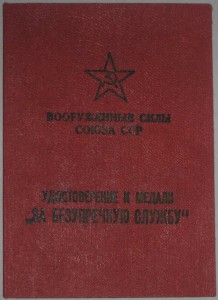 ВООРУЖЕННЫЕ СИЛЫ
СОЮЗА ССР
УДОСТОВЕРЕНИЕ К МЕДАЛИ
„ЗА БЕЗУПРЕЧНУЮ СЛУЖБУ"